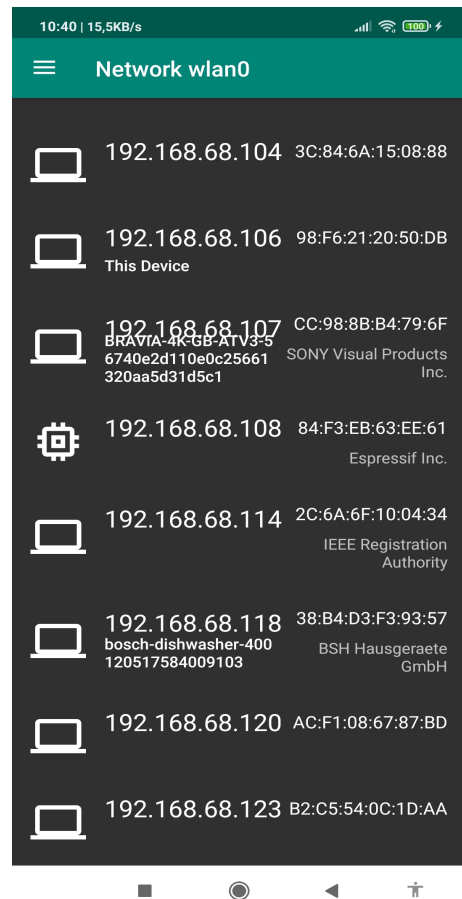 10:40 | 15,5KB/s
100
Network wlan0
192.168.68.104 3C:84:6A:15:08:88
192.168.68.106 98:F6:21:20:50:DB
This Device
192.168.68.107 CC:98:8B:B4:79:6F
BRAVIA-4K-GB-ATV3-5
6740e2d110e0c25661
320aa5d31d5c1
SONY Visual Products
Inc.
192.168.68.108 84:F3:EB:63:EE:61
Espressif Inc.
192.168.68.114 2C:6A:6F:10:04:34
IEEE Registration
Authority
192.168.68.118 38:B4:D3:F3:93:57
bosch-dishwasher-400
120517584009103
BSH Hausgeraete
GmbH
192.168.68.120 AC:F1:08:67:87:BD
192.168.68.123 B2:C5:54:0C:1D:AA